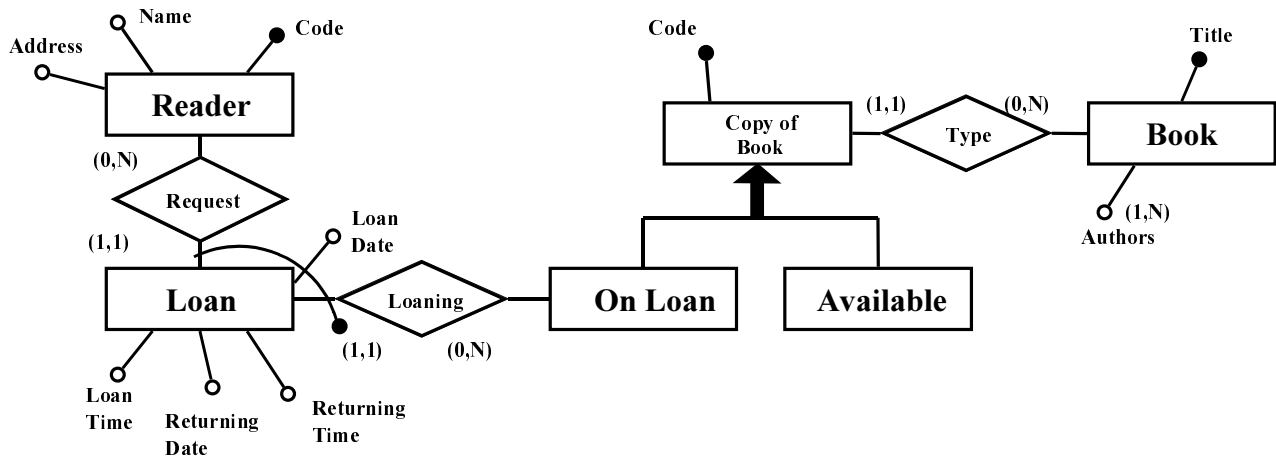 Name
Code
Address
Reader
(0,N)
Request
(1,1)
Loan
Date
Loan
Loaning
(1,1)
(0,N)
Loan
Time
Returning
Date
Returning
Time
Code
Copy of
Book
(1,1)
Type
(0,N)
Title
Book
(1,N)
Authors
On Loan
Available